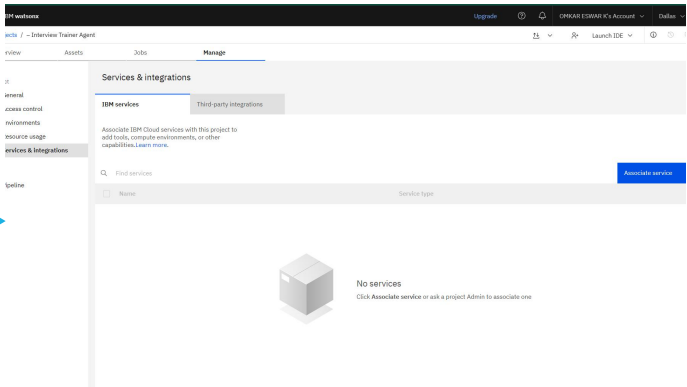 IBM watsonx Upgrade OMKAR ESWAR K's Account Dallas
jects / – Interview Trainer Agent Launch IDE
rview Assets Jobs Manage
ct
eneral
ccess control
nvironments
esource usage
ervices & integrations
ipeline
Services & integrations
IBM services Third-party integrations
Associate IBM Cloud services with this project to
add tools, compute environments, or other
capabilities.Learn more.
Find services Associate service
Name Service type
No services
Click Associate service or ask a project Admin to associate one